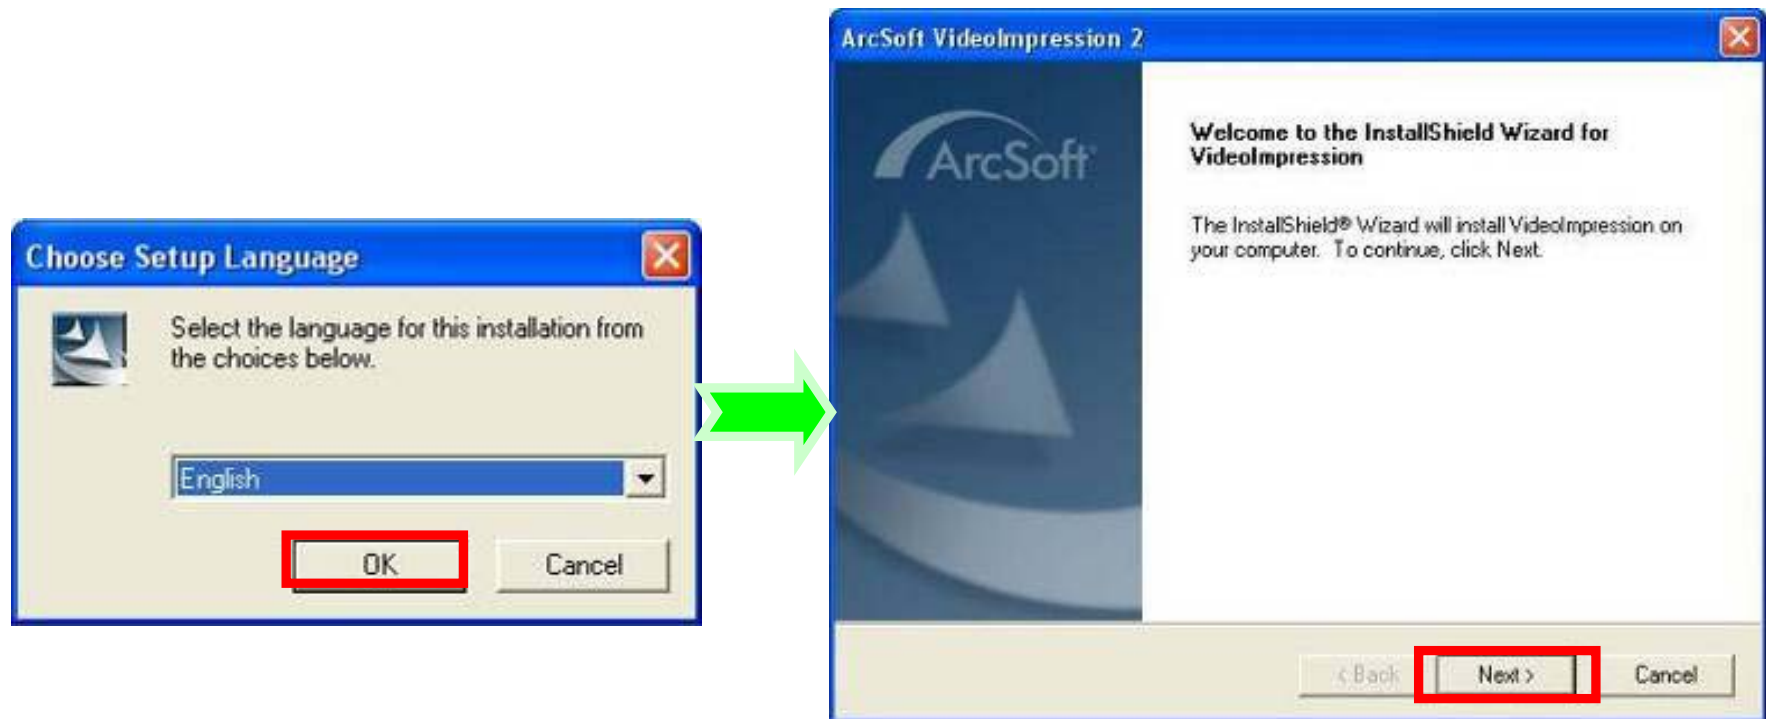 Choose Setup Language
Select the language for this installation from
the choices below.
English
OK
Cancel
ArcSoft VideoImpression 2
ArcSoft
Welcome to the InstallShield Wizard for
VideoImpression
The InstallShield® Wizard will install VideoImpression on
your computer. To continue, click Next.
< Back
Next >
Cancel